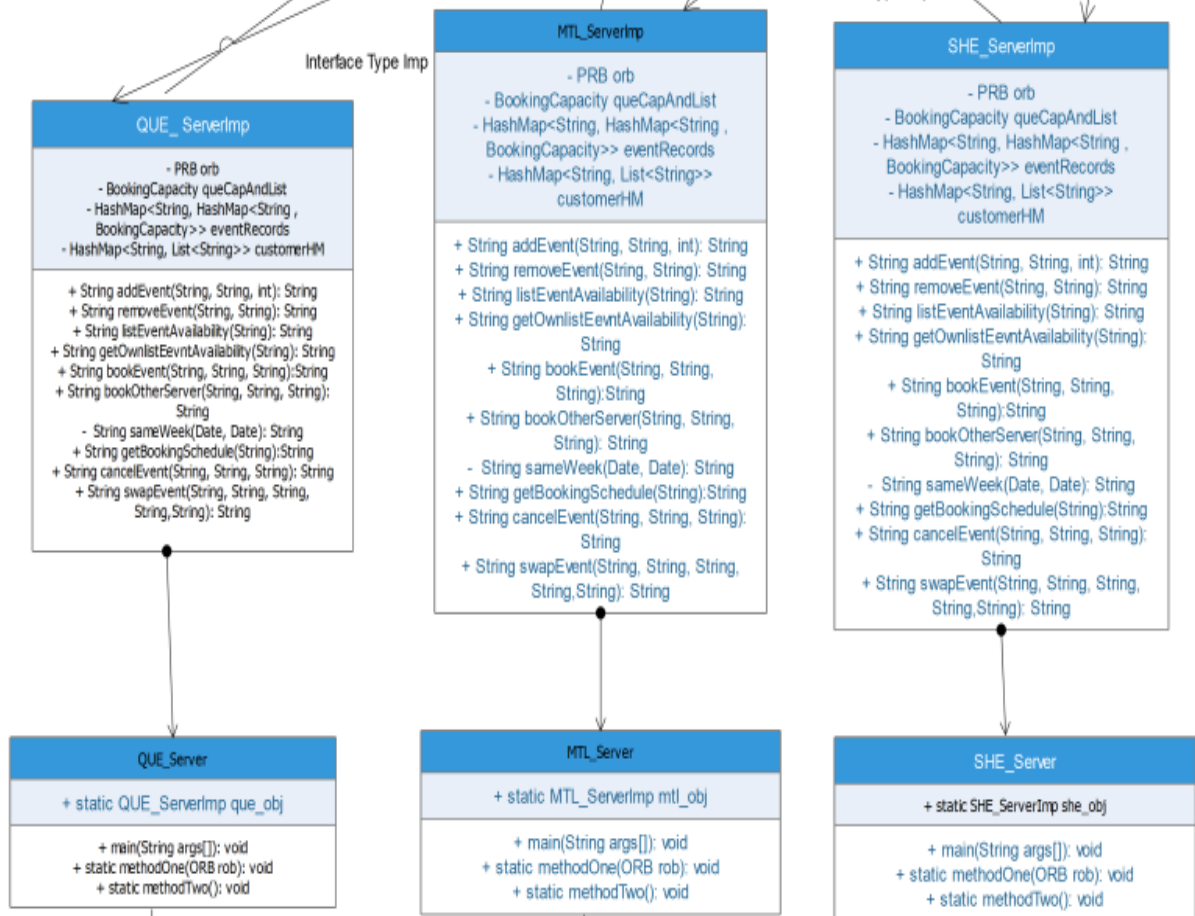 Interface Type Imp
QUE_ ServerImp
- PRB orb
- BookingCapacity queCapAndList
- HashMap<String, HashMap<String ,
BookingCapacity>> eventRecords
- HashMap<String, List<String>> customerHM
+ String addEvent(String, String, int): String
+ String removeEvent(String, String): String
+ String listEventAvailability(String): String
+ String getOwnlistEevntAvailability(String): String
+ String bookEvent(String, String, String):String
+ String bookOtherServer(String, String, String):
String
- String sameWeek(Date, Date): String
+ String getBookingSchedule(String):String
+ String cancelEvent(String, String, String): String
+ String swapEvent(String, String, String,
String,String): String
MTL_ServerImp
- PRB orb
- BookingCapacity queCapAndList
- HashMap<String, HashMap<String ,
BookingCapacity>> eventRecords
- HashMap<String, List<String>>
customerHM
+ String addEvent(String, String, int): String
+ String removeEvent(String, String): String
+ String listEventAvailability(String): String
+ String getOwnlistEevntAvailability(String):
String
+ String bookEvent(String, String,
String):String
+ String bookOtherServer(String, String,
String): String
- String sameWeek(Date, Date): String
+ String getBookingSchedule(String):String
+ String cancelEvent(String, String, String):
String
+ String swapEvent(String, String, String,
String,String): String
SHE_ServerImp
- PRB orb
- BookingCapacity queCapAndList
- HashMap<String, HashMap<String ,
BookingCapacity>> eventRecords
- HashMap<String, List<String>>
customerHM
+ String addEvent(String, String, int): String
+ String removeEvent(String, String): String
+ String listEventAvailability(String): String
+ String getOwnlistEevntAvailability(String):
String
+ String bookEvent(String, String,
String):String
+ String bookOtherServer(String, String,
String): String
- String sameWeek(Date, Date): String
+ String getBookingSchedule(String):String
+ String cancelEvent(String, String, String):
String
+ String swapEvent(String, String, String,
String,String): String
QUE_Server
+ static QUE_ServerImp que_obj
+ main(String args[]): void
+ static methodOne(ORB rob): void
+ static methodTwo(): void
MTL_Server
+ static MTL_ServerImp mtl_obj
+ main(String args[]): void
+ static methodOne(ORB rob): void
+ static methodTwo(): void
SHE_Server
+ static SHE_ServerImp she_obj
+ main(String args[]): void
+ static methodOne(ORB rob): void
+ static methodTwo(): void